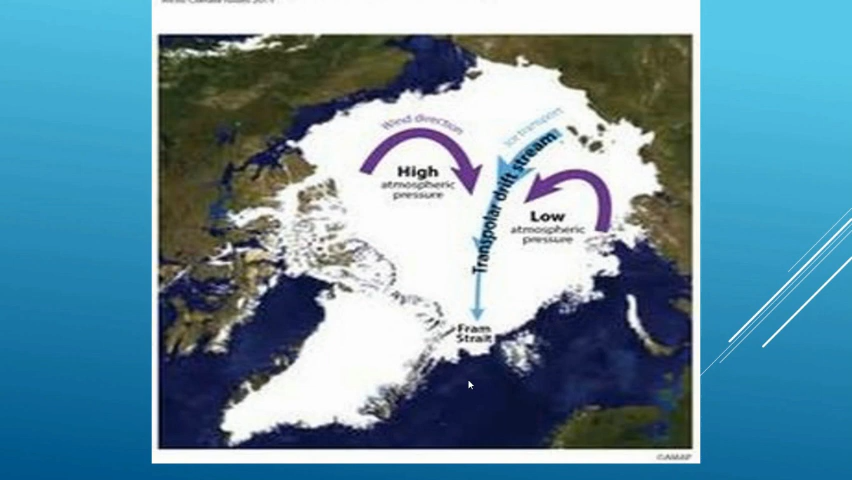 Wind direction
Ice transport
High
atmospheric
pressure
Transpolar drift stream
Low
atmospheric
pressure
Fram
Strait
©AMAP